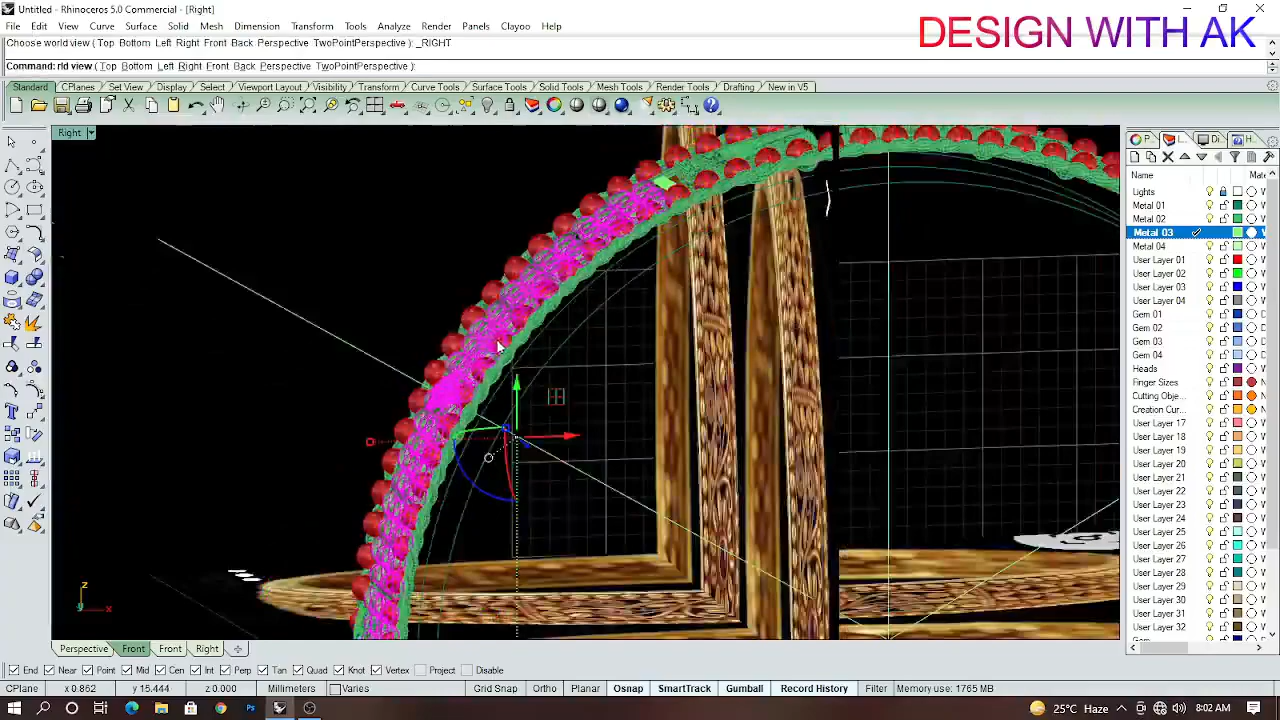 Untitled - Rhinoceros 5.0 Commercial - [Right]
DESIGN WITH AK
File Edit View Curve Surface Solid Mesh Dimension Transform Tools Analyze Render Panels Clayoo Help
Choose world view ( Top Bottom Left Right Front Back Perspective TwoPointPerspective ): _RIGHT
Command: rld view ( Top Bottom Left Right Front Back Perspective TwoPointPerspective ):
Standard CPlanes Set View Display Select Viewport Layout Visibility Transform Curve Tools Surface Tools Solid Tools Mesh Tools Render Tools Drafting New in V5
Right
P... L... Di... H...
Name Mate
Lights
Metal 01
Metal 02
Metal 03
Metal 04
User Layer 01
User Layer 02
User Layer 03
User Layer 04
Gem 01
Gem 02
Gem 03
Gem 04
Heads
Finger Sizes
Cutting Obje...
Creation Cur...
User Layer 17
User Layer 18
User Layer 19
User Layer 20
User Layer 21
User Layer 22
User Layer 23
User Layer 24
User Layer 25
User Layer 26
User Layer 27
User Layer 28
User Layer 29
User Layer 30
User Layer 31
User Layer 32
z
x
Perspective Front Front Right
End Near Point Mid Cen Int Perp Tan Quad Knot Vertex Project Disable
CPlane x 0.862 y 15.444 z 0.000 Millimeters Varies Grid Snap Ortho Planar Osnap SmartTrack Gumball Record History Filter Memory use: 1765 MB
25°C Haze 8:02 AM